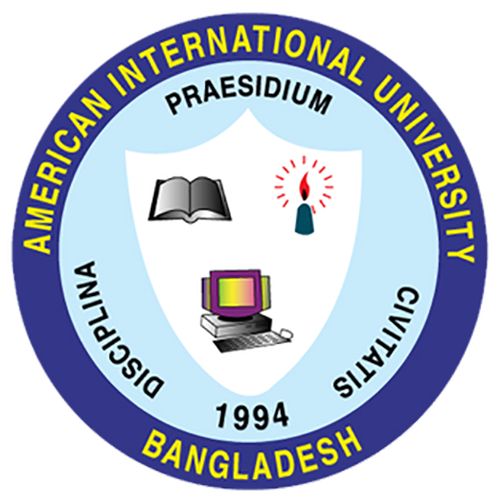 AMERICAN INTERNATIONAL UNIVERSITY
BANGLADESH
PRAESIDIUM
DISCIPLINA
CIVITATIS
1994